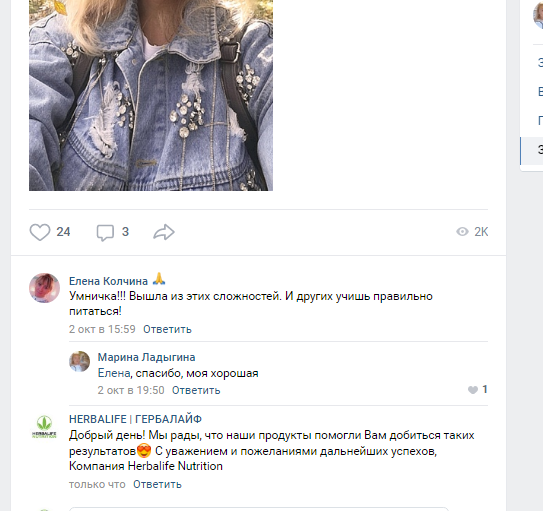 24
3
2K
Елена Колчина 🙏
Умничка!!! Вышла из этих сложностей. И других учишь правильно
питаться!
2 окт в 15:59 Ответить
Марина Ладыгина
Елена, спасибо, моя хорошая
2 окт в 19:50 Ответить
1
HERBALIFE | ГЕРБАЛАЙФ
HERBALIFE
NUTRITION
Добрый день! Мы рады, что наши продукты помогли Вам добиться таких
результатов😍 С уважением и пожеланиями дальнейших успехов,
Компания Herbalife Nutrition
только что Ответить